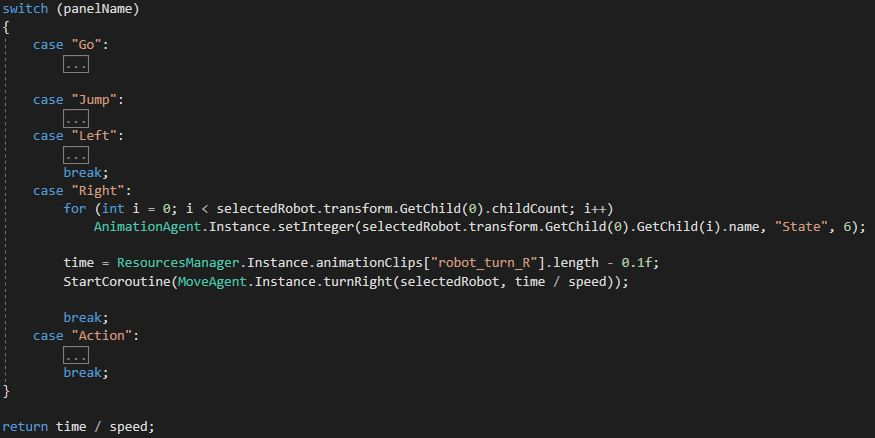 switch (panelName)
{
case "Go":
...
case "Jump":
...
case "Left":
...
break;
case "Right":
for (int i = 0; i < selectedRobot.transform.GetChild(0).childCount; i++)
AnimationAgent.Instance.setInteger(selectedRobot.transform.GetChild(0).GetChild(i).name, "State", 6);
time = ResourcesManager.Instance.animationClips["robot_turn_R"].length - 0.1f;
StartCoroutine(MoveAgent.Instance.turnRight(selectedRobot, time / speed));
break;
case "Action":
...
break;
}
return time / speed;